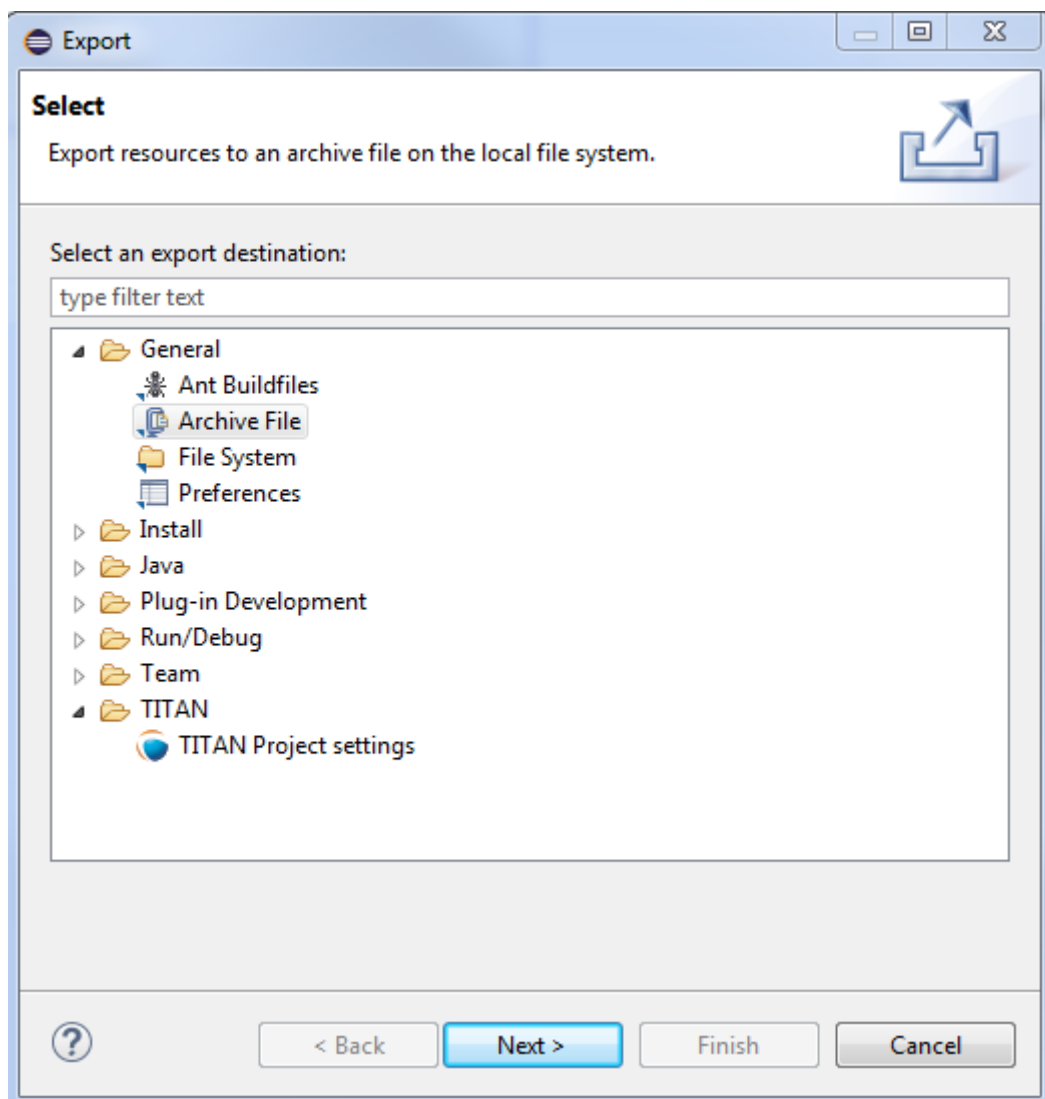 Export
Select
Export resources to an archive file on the local file system.
Select an export destination:
type filter text
General
Ant Buildfiles
Archive File
File System
Preferences
Install
Java
Plug-in Development
Run/Debug
Team
TITAN
TITAN Project settings
? < Back Next > Finish Cancel